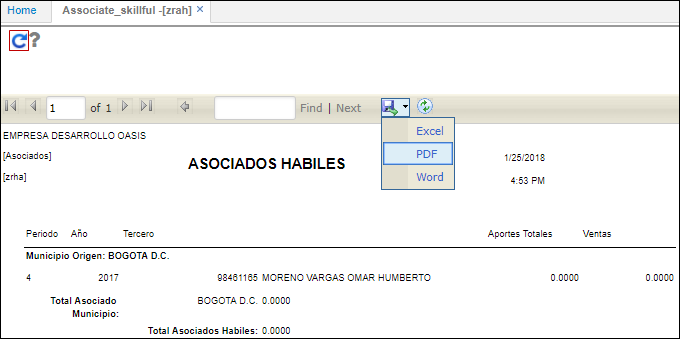 Home Associate_skillful -[zrah] ×
?
1 of 1 Find | Next
Excel
PDF
Word
EMPRESA DESARROLLO OASIS
[Asociados]
ASOCIADOS HABILES
1/25/2018
[zrha]
4:53 PM
Periodo Año Tercero Aportes Totales Ventas
Municipio Origen: BOGOTA D.C.
4 2017 98461165 MORENO VARGAS OMAR HUMBERTO 0.0000 0.0000
Total Asociado BOGOTA D.C. 0.0000
Municipio:
Total Asociados Habiles: 0.0000